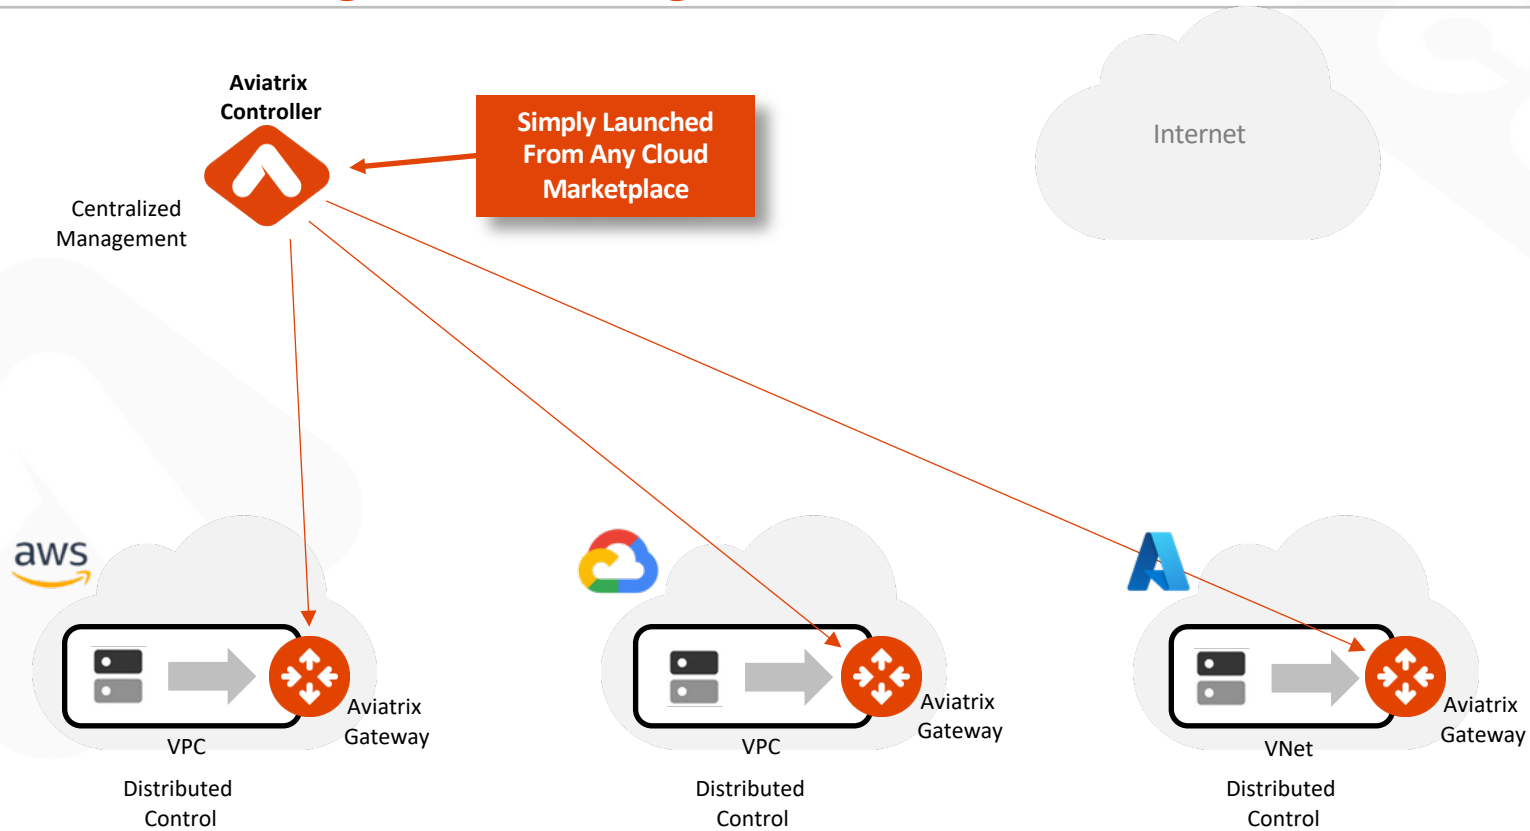 Aviatrix
Controller
Simply Launched
From Any Cloud
Marketplace
Internet
Centralized
Management
aws
Aviatrix
Gateway
VPC
Distributed
Control
Aviatrix
Gateway
VPC
Distributed
Control
Aviatrix
Gateway
VNet
Distributed
Control